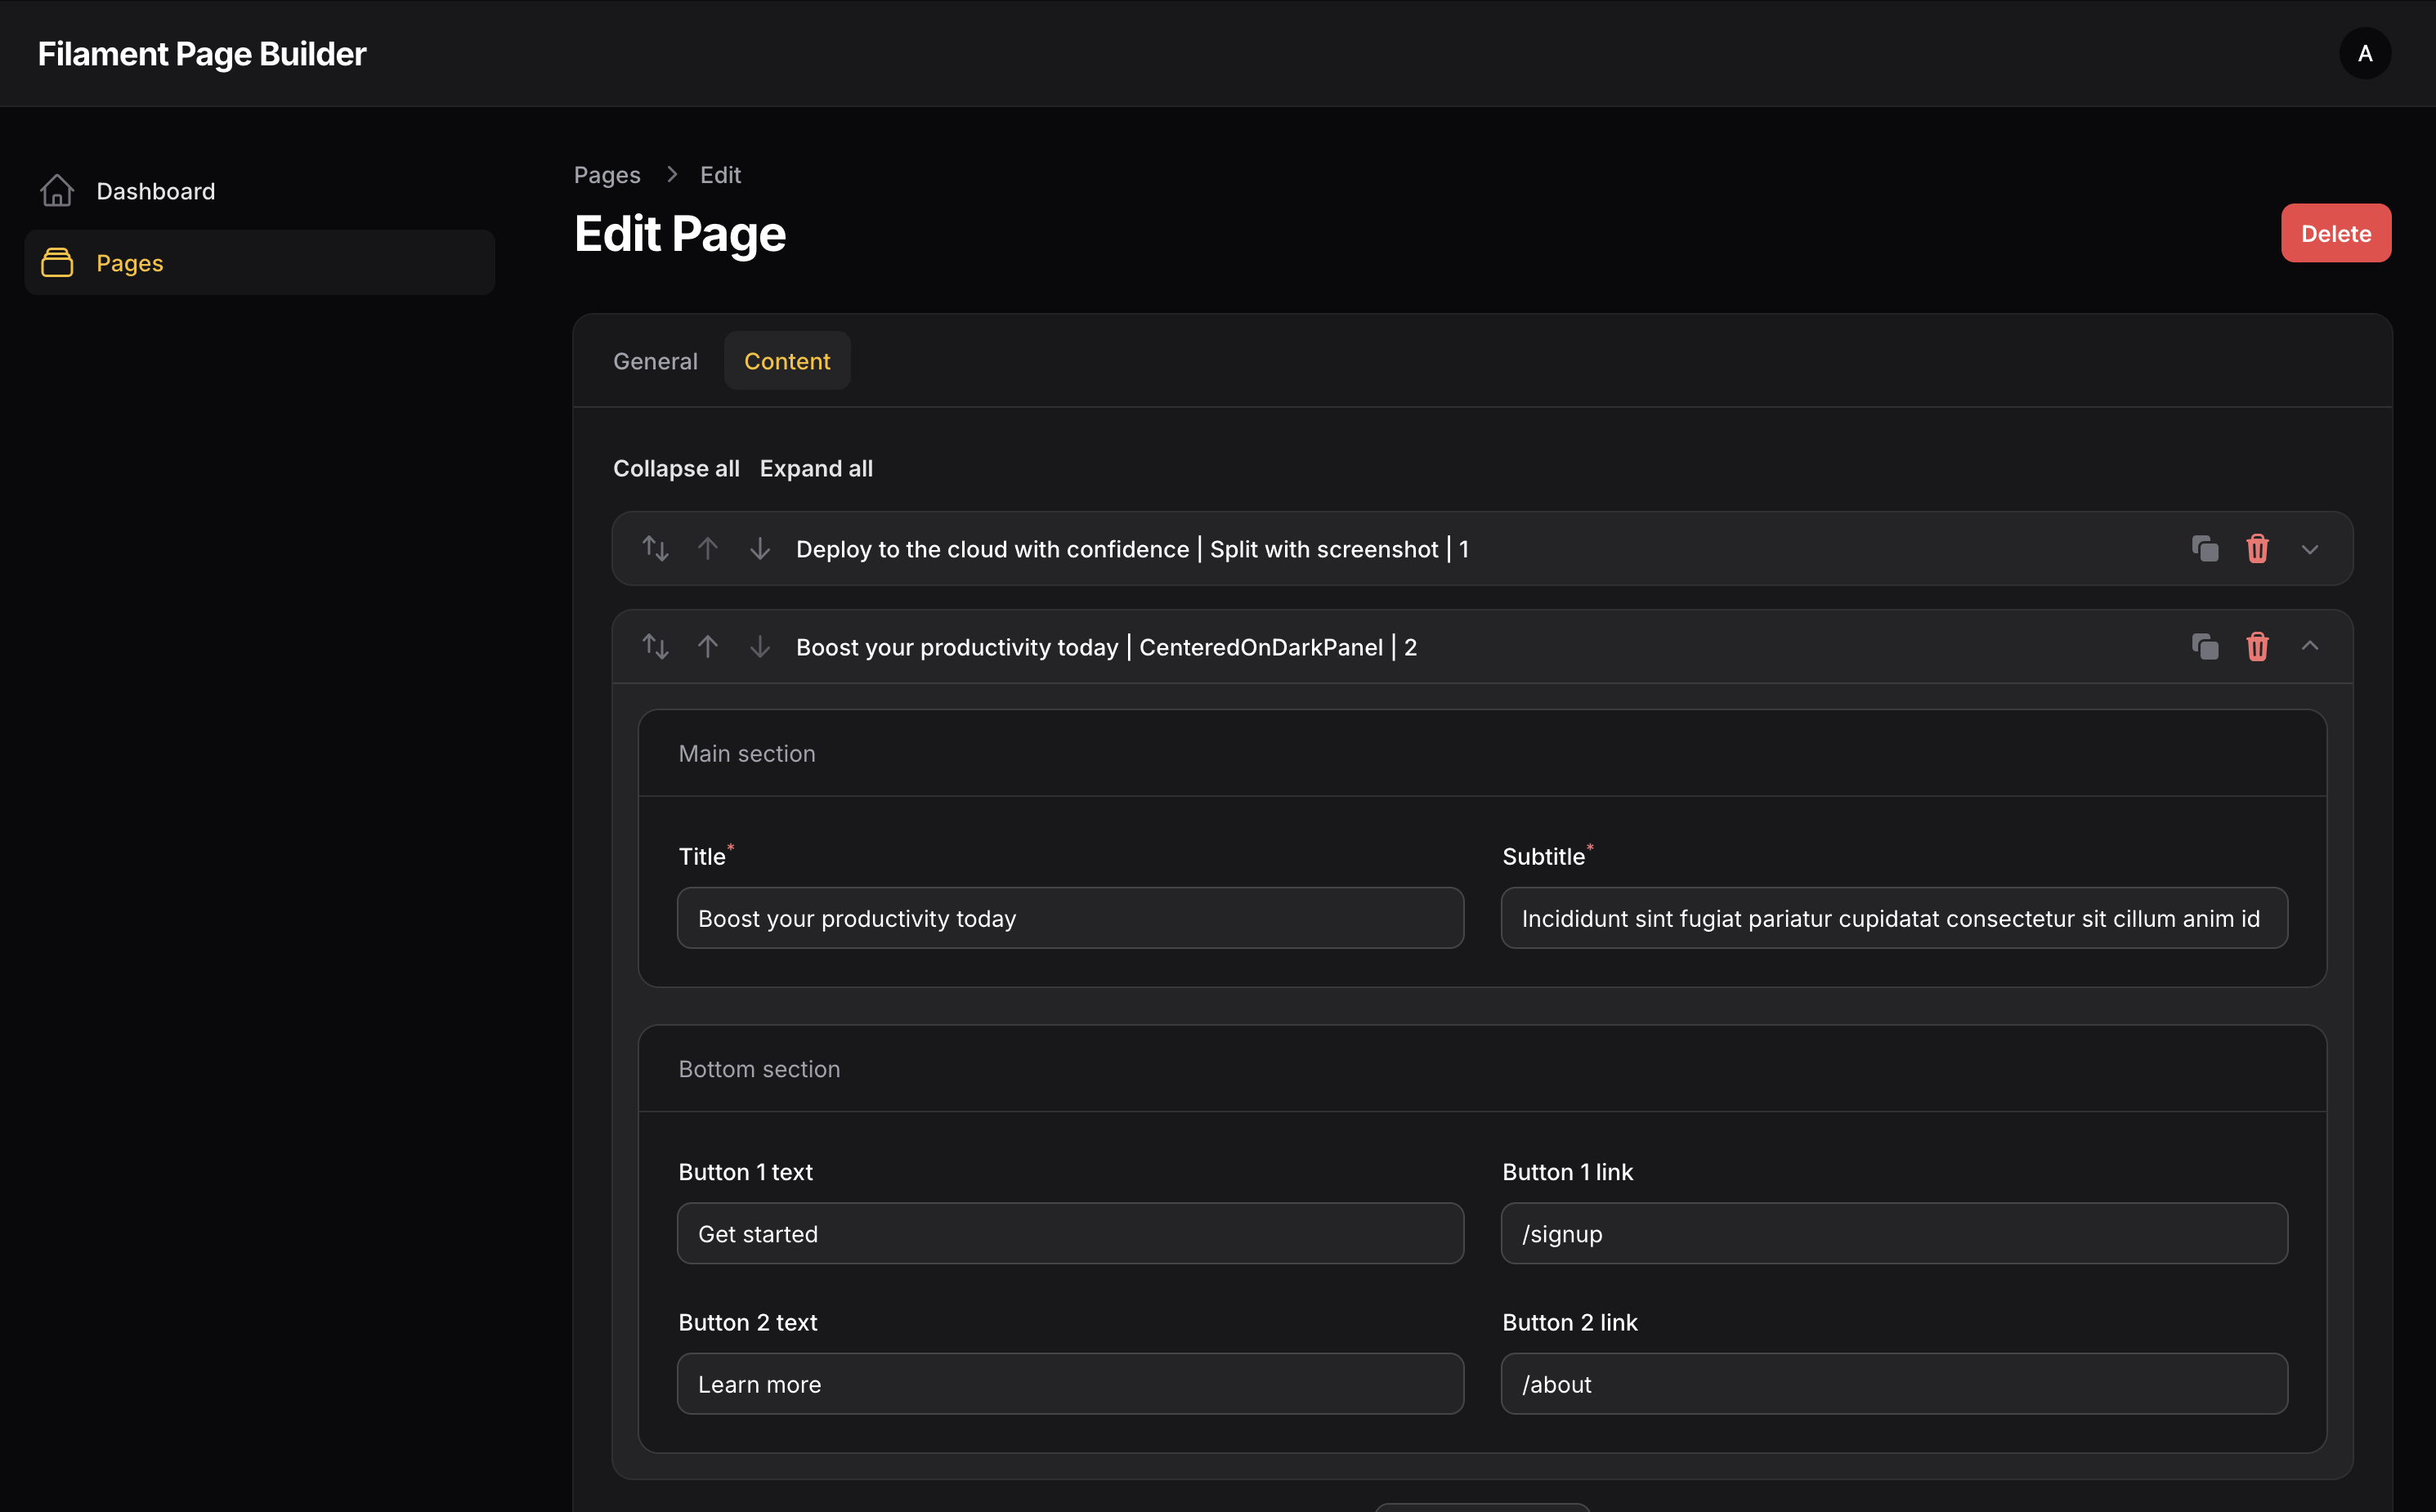 Filament Page Builder
A
Dashboard
Pages
Pages > Edit
Edit Page
Delete
General Content
Collapse all Expand all
Deploy to the cloud with confidence | Split with screenshot | 1
Boost your productivity today | CenteredOnDarkPanel | 2
Main section
Title* Subtitle*
Boost your productivity today Incididunt sint fugiat pariatur cupidatat consectetur sit cillum anim id
Bottom section
Button 1 text Button 1 link
Get started /signup
Button 2 text Button 2 link
Learn more /about